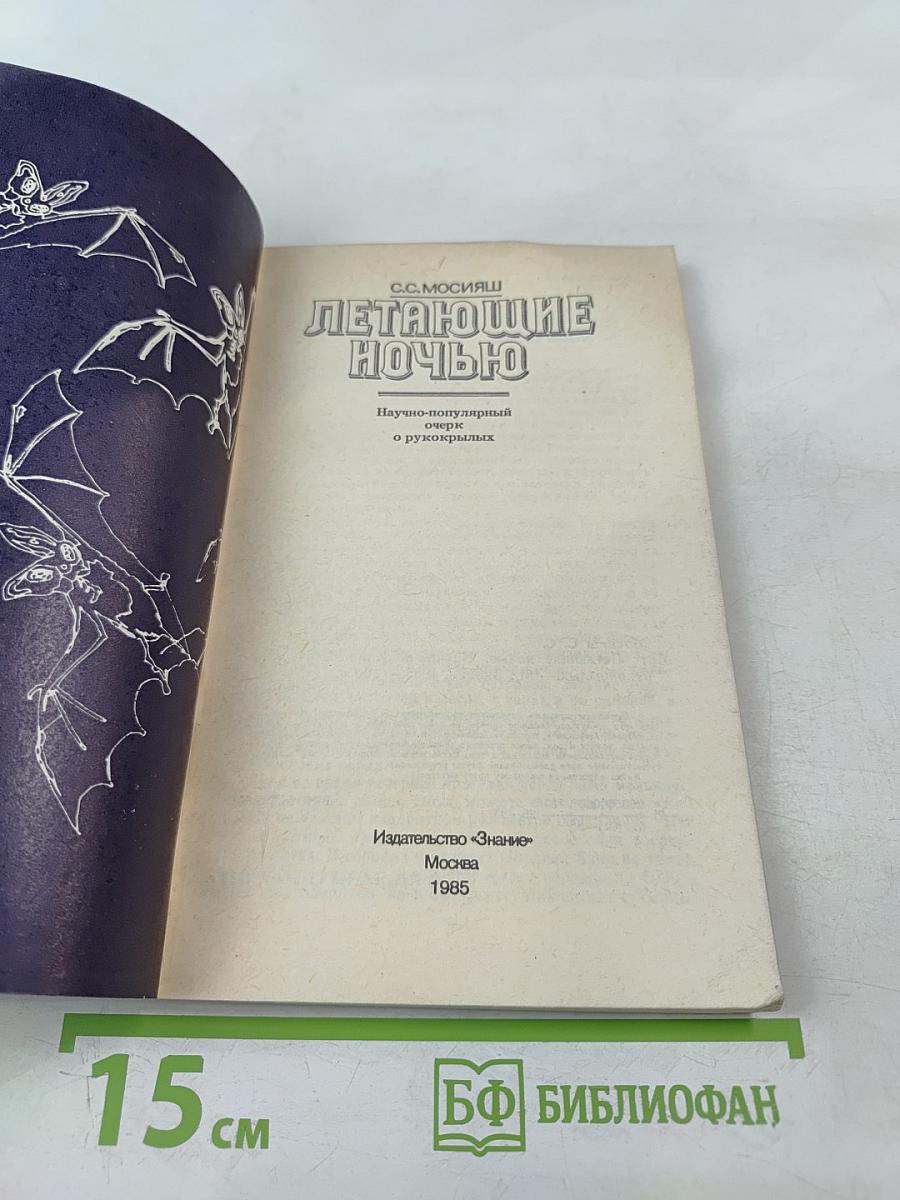 С.С.МОСИЯШ
ЛЕТАЮЩИЕ
НОЧЬЮ
Научно-популярный
очерк
о рукокрылых
Издательство «Знание»
Москва
1985
15 см
БФ БИБЛИОФАН